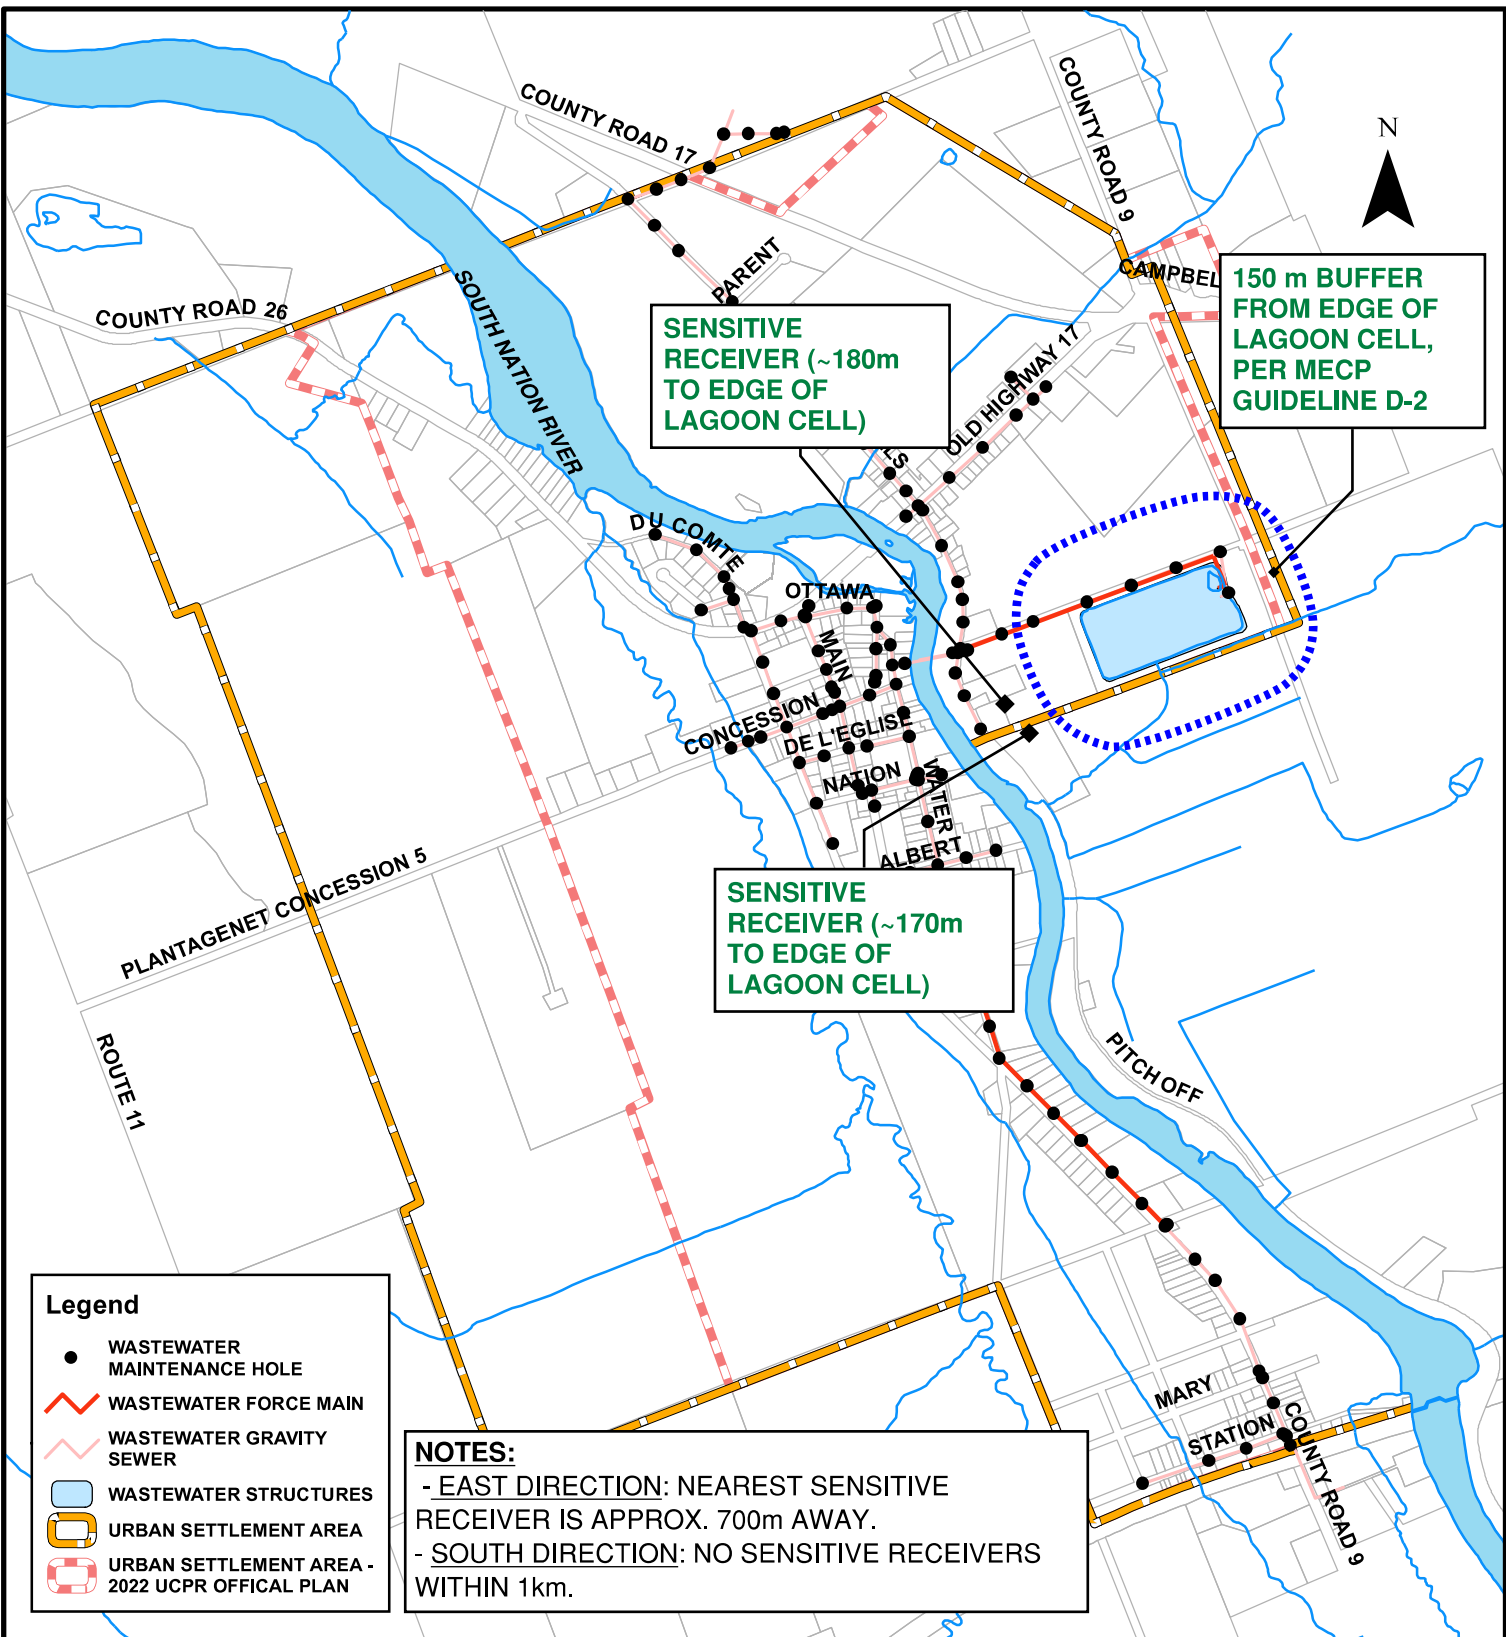 COUNTY ROAD 17
COUNTY ROAD 9
N
PARENT
CAMPBEL
COUNTY ROAD 26
SOUTH NATION RIVER
150 m BUFFER
FROM EDGE OF
LAGOON CELL,
PER MECP
GUIDELINE D-2
SENSITIVE
RECEIVER (~180m
TO EDGE OF
LAGOON CELL)
OLD HIGHWAY 17
LS
DU COMTE
OTTAWA
MAIN
CONCESSION
DE L'EGLISE
NATION
WATER
ALBERT
PLANTAGENET CONCESSION 5
SENSITIVE
RECEIVER (~170m
TO EDGE OF
LAGOON CELL)
ROUTE 11
PITCH OFF
MARY
STATION
COUNTY ROAD 9
Legend
WASTEWATER
MAINTENANCE HOLE
WASTEWATER FORCE MAIN
WASTEWATER GRAVITY
SEWER
WASTEWATER STRUCTURES
URBAN SETTLEMENT AREA
URBAN SETTLEMENT AREA -
2022 UCPR OFFICAL PLAN
NOTES:
- EAST DIRECTION: NEAREST SENSITIVE
RECEIVER IS APPROX. 700m AWAY.
- SOUTH DIRECTION: NO SENSITIVE RECEIVERS
WITHIN 1km.